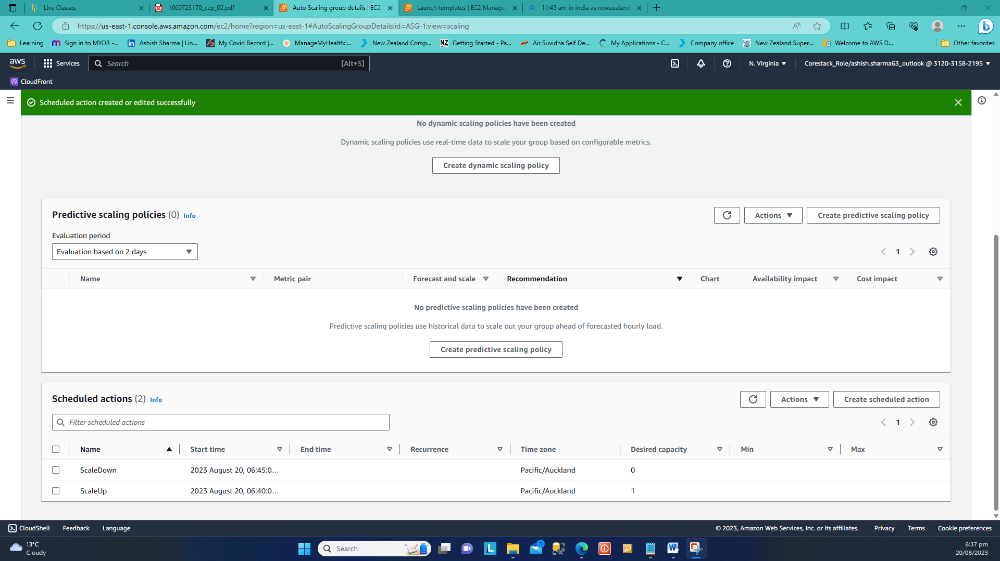 Live Classes
1660723170_cep_02.pdf
Auto Scaling group details | EC2
Launch templates | EC2 Manager
11:45 am in india as newzealand
https://us-east-1.console.aws.amazon.com/ec2/home?region=us-east-1#AutoScalingGroupDetails:id=ASG-1;view=scaling
Learning
Sign in to MYOB -...
Ashish Sharma | Lin...
My Covid Record |...
ManageMyHealth::...
New Zealand Comp...
Getting Started - Pa...
Air Suvidha Self De...
My Applications - C...
Company office
New Zealand Super...
Welcome to AWS D...
Other favorites
aws
Services
Search
[Alt+S]
N. Virginia
Corestack_Role/ashish.sharma63_outlook @ 3120-3158-2195
CloudFront
Scheduled action created or edited successfully
No dynamic scaling policies have been created
Dynamic scaling policies use real-time data to scale your group based on configurable metrics.
Create dynamic scaling policy
Predictive scaling policies (0) Info
Actions
Create predictive scaling policy
Evaluation period
Evaluation based on 2 days
1
Name
Metric pair
Forecast and scale
Recommendation
Chart
Availability impact
Cost impact
No predictive scaling policies have been created
Predictive scaling policies use historical data to scale out your group ahead of forecasted hourly load.
Create predictive scaling policy
Scheduled actions (2) Info
Actions
Create scheduled action
Filter scheduled actions
1
Name
Start time
End time
Recurrence
Time zone
Desired capacity
Min
Max
ScaleDown 2023 August 20, 06:45:0... Pacific/Auckland 0
ScaleUp 2023 August 20, 06:40:0... Pacific/Auckland 1
CloudShell
Feedback
Language
© 2023, Amazon Web Services, Inc. or its affiliates.
Privacy
Terms
Cookie preferences
13°C
Cloudy
Search
1
6:37 pm
20/08/2023